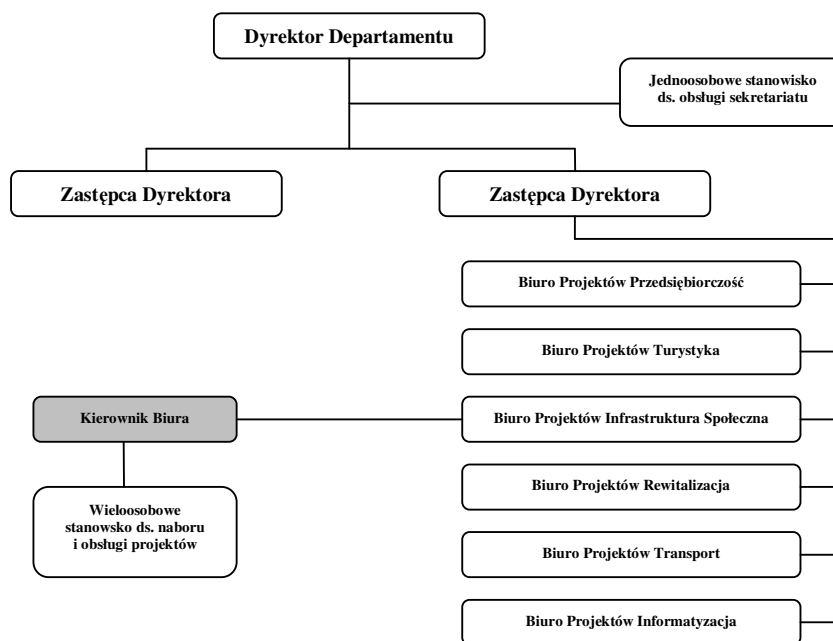 Dyrektor Departamentu
Jednoosobowe stanowisko
ds. obsługi sekretariatu
Zastępca Dyrektora
Zastępca Dyrektora
Biuro Projektów Przedsiębiorczość
Biuro Projektów Turystyka
Kierownik Biura
Biuro Projektów Infrastruktura Społeczna
Biuro Projektów Rewitalizacja
Wieloosobowe
stanowsko ds. naboru
i obsługi projektów
Biuro Projektów Transport
Biuro Projektów Informatyzacja